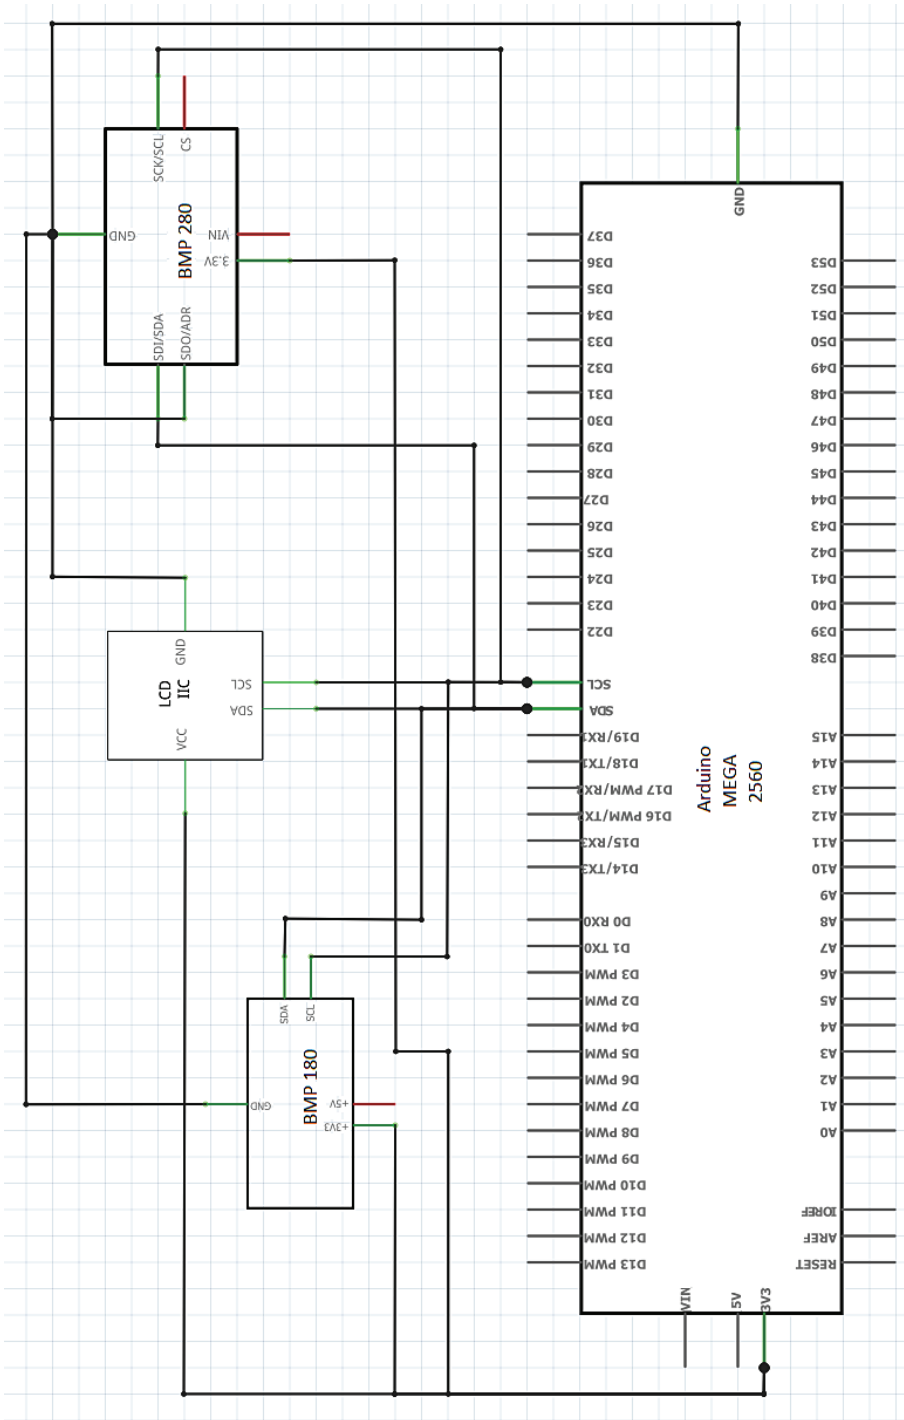 SCK/SCL
CS
BMP 280
GND
VIN
3.3V
SDI/SDA
SDO/ADR
GND
LCD
IIC
SCL
SDA
VCC
SDA
SCL
BMP 180
GND
+5V
+3V3
GND
D37
D36
D35
D34
D33
D32
D31
D30
D29
D28
D27
D26
D25
D24
D23
D22
SCL
SDA
D19/RX1
D18/TX1
D17 PWM/RX2
D16 PWM/TX2
D15/RX3
D14/TX3
D0 RX0
D1 TX0
D3 PWM
D2 PWM
D4 PWM
D5 PWM
D6 PWM
D7 PWM
D8 PWM
D9 PWM
D10 PWM
D11 PWM
D12 PWM
D13 PWM
Arduino
MEGA
2560
D53
D52
D51
D50
D49
D48
D47
D46
D45
D44
D43
D42
D41
D40
D39
D38
A15
A14
A13
A12
A11
A10
A9
A8
A7
A6
A5
A4
A3
A2
A1
A0
IOREF
AREF
RESET
VIN
5V
3V3